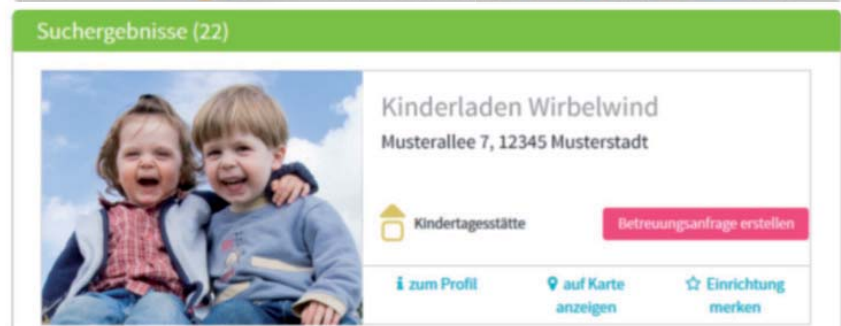 Suchergebnisse (22)
Kinderladen Wirbelwind
Musterallee 7, 12345 Musterstadt
Kindertagesstätte
Betreuungsanfrage erstellen
zum Profil
auf Karte
anzeigen
Einrichtung
merken